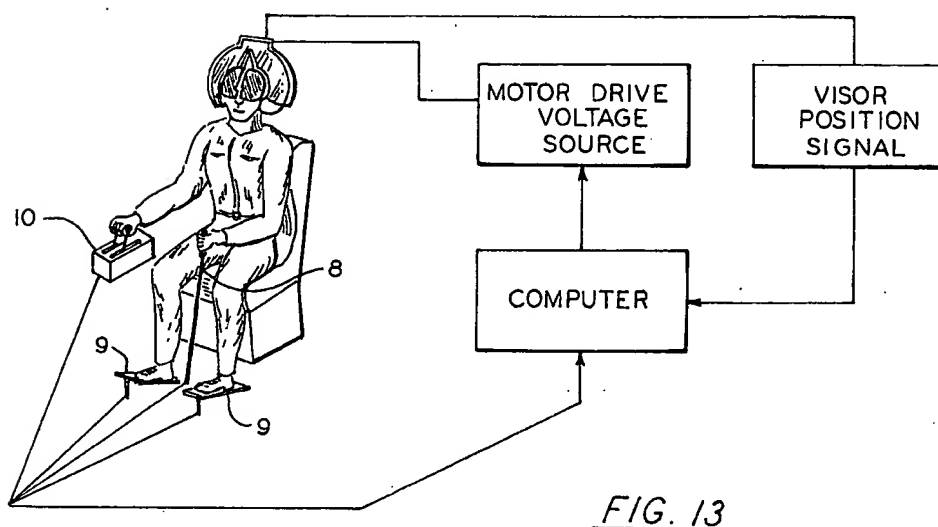 MOTOR DRIVE
VOLTAGE
SOURCE
VISOR
POSITION
SIGNAL
10
8
COMPUTER
9
9
FIG. 13